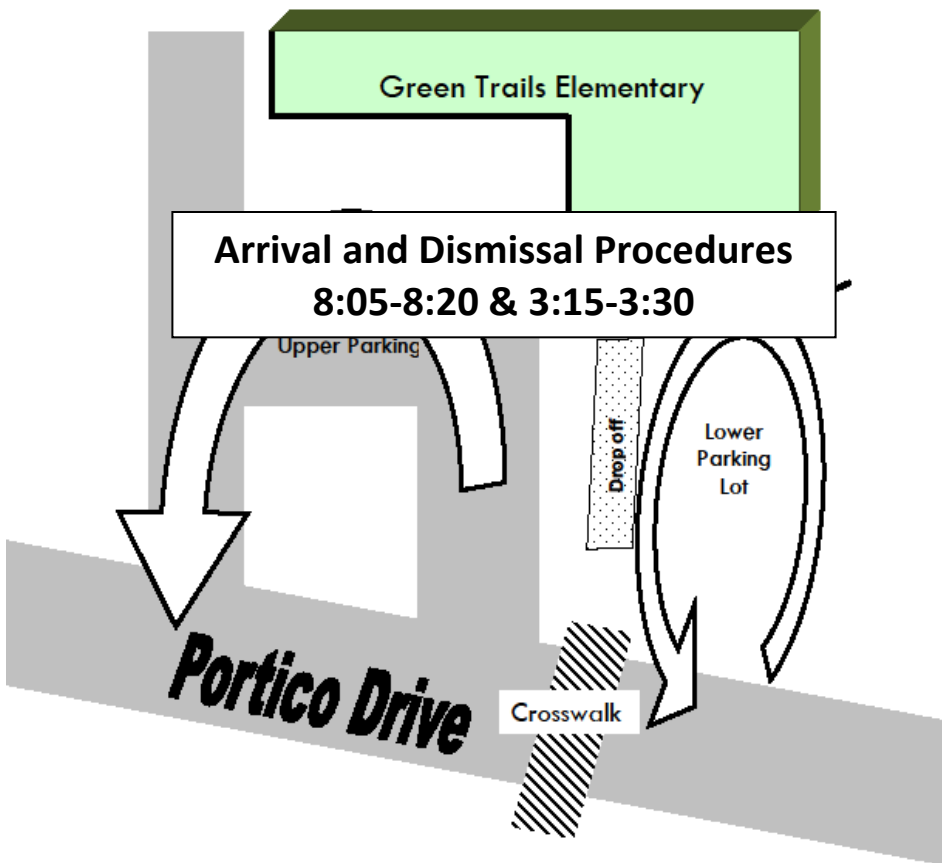 Green Trails Elementary
Arrival and Dismissal Procedures
8:05-8:20 & 3:15-3:30
Upper Parking
Drop off
Lower
Parking
Lot
Portico Drive
Crosswalk